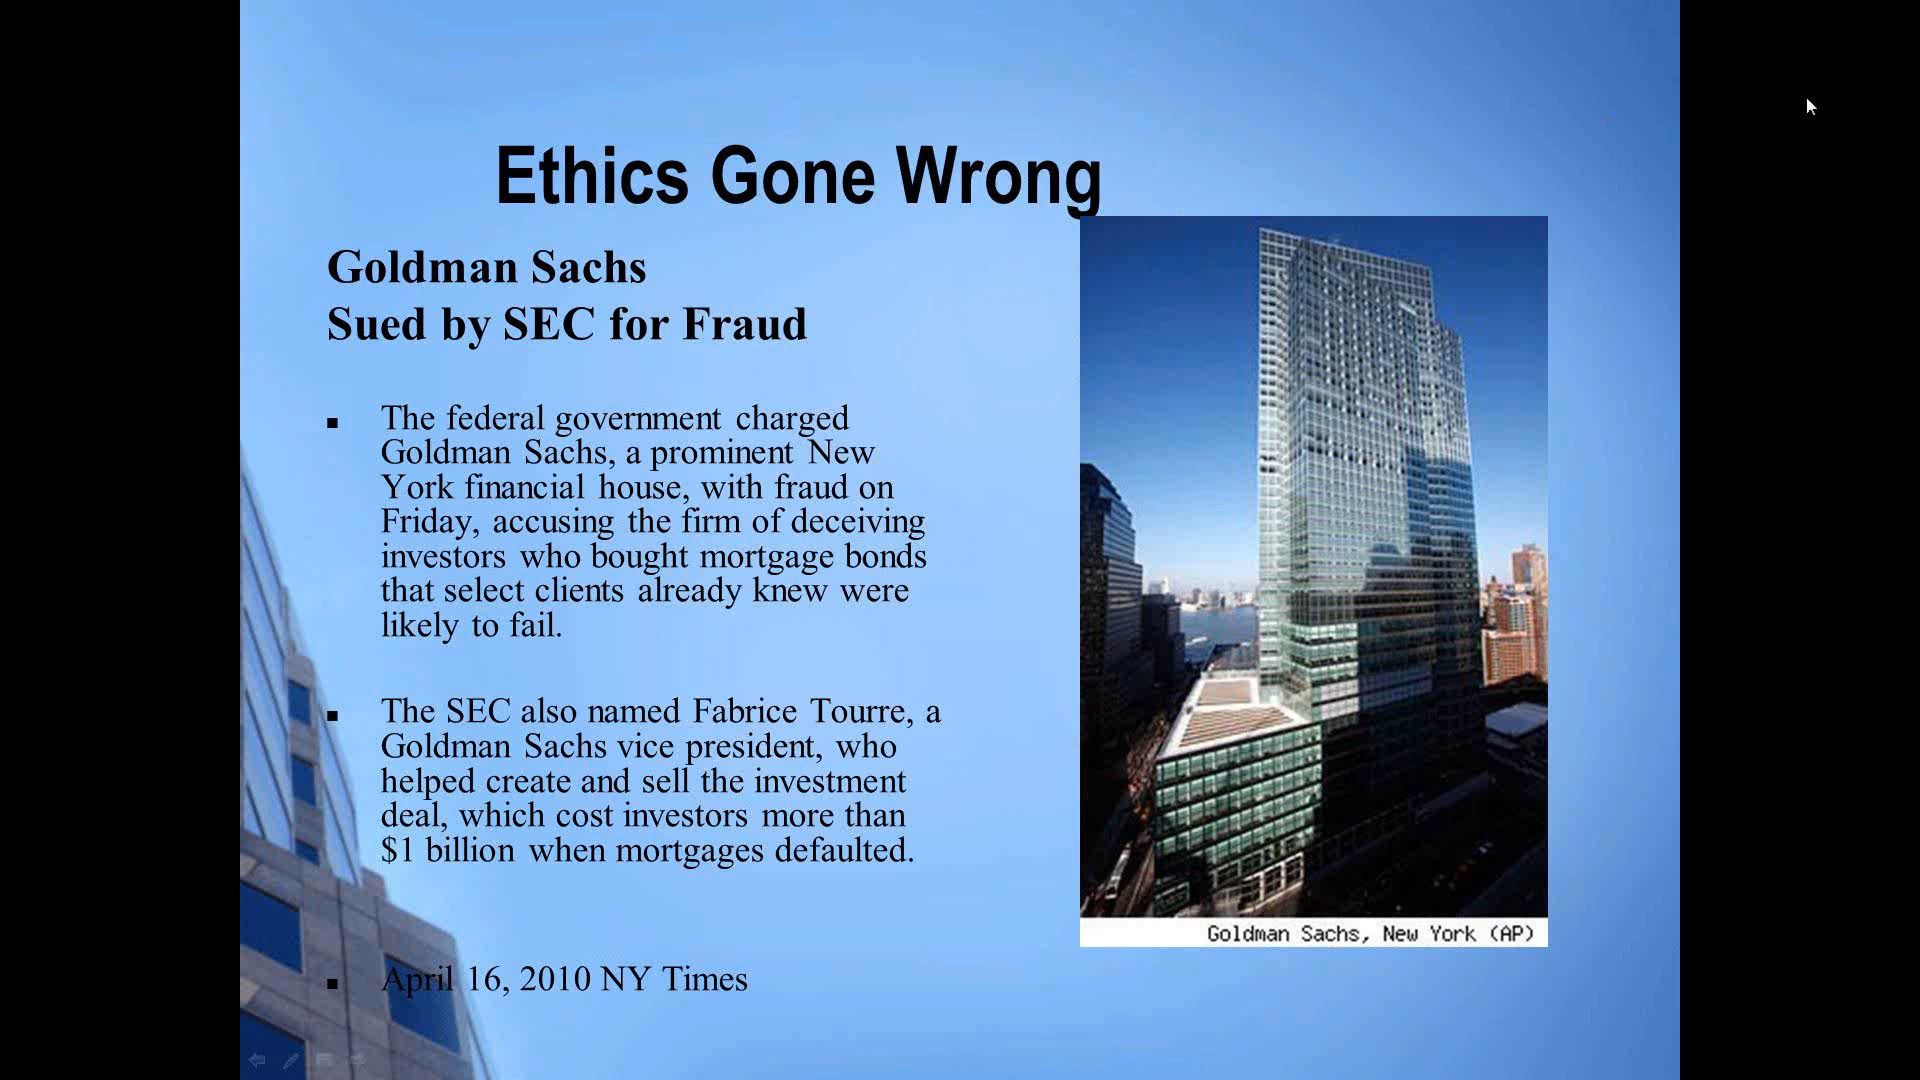 Ethics Gone Wrong
Goldman Sachs
Sued by SEC for Fraud
The federal government charged
Goldman Sachs, a prominent New
York financial house, with fraud on
Friday, accusing the firm of deceiving
investors who bought mortgage bonds
that select clients already knew were
likely to fail.
The SEC also named Fabrice Tourre, a
Goldman Sachs vice president, who
helped create and sell the investment
deal, which cost investors more than
$1 billion when mortgages defaulted.
April 16, 2010 NY Times
Goldman Sachs, New York (AP)